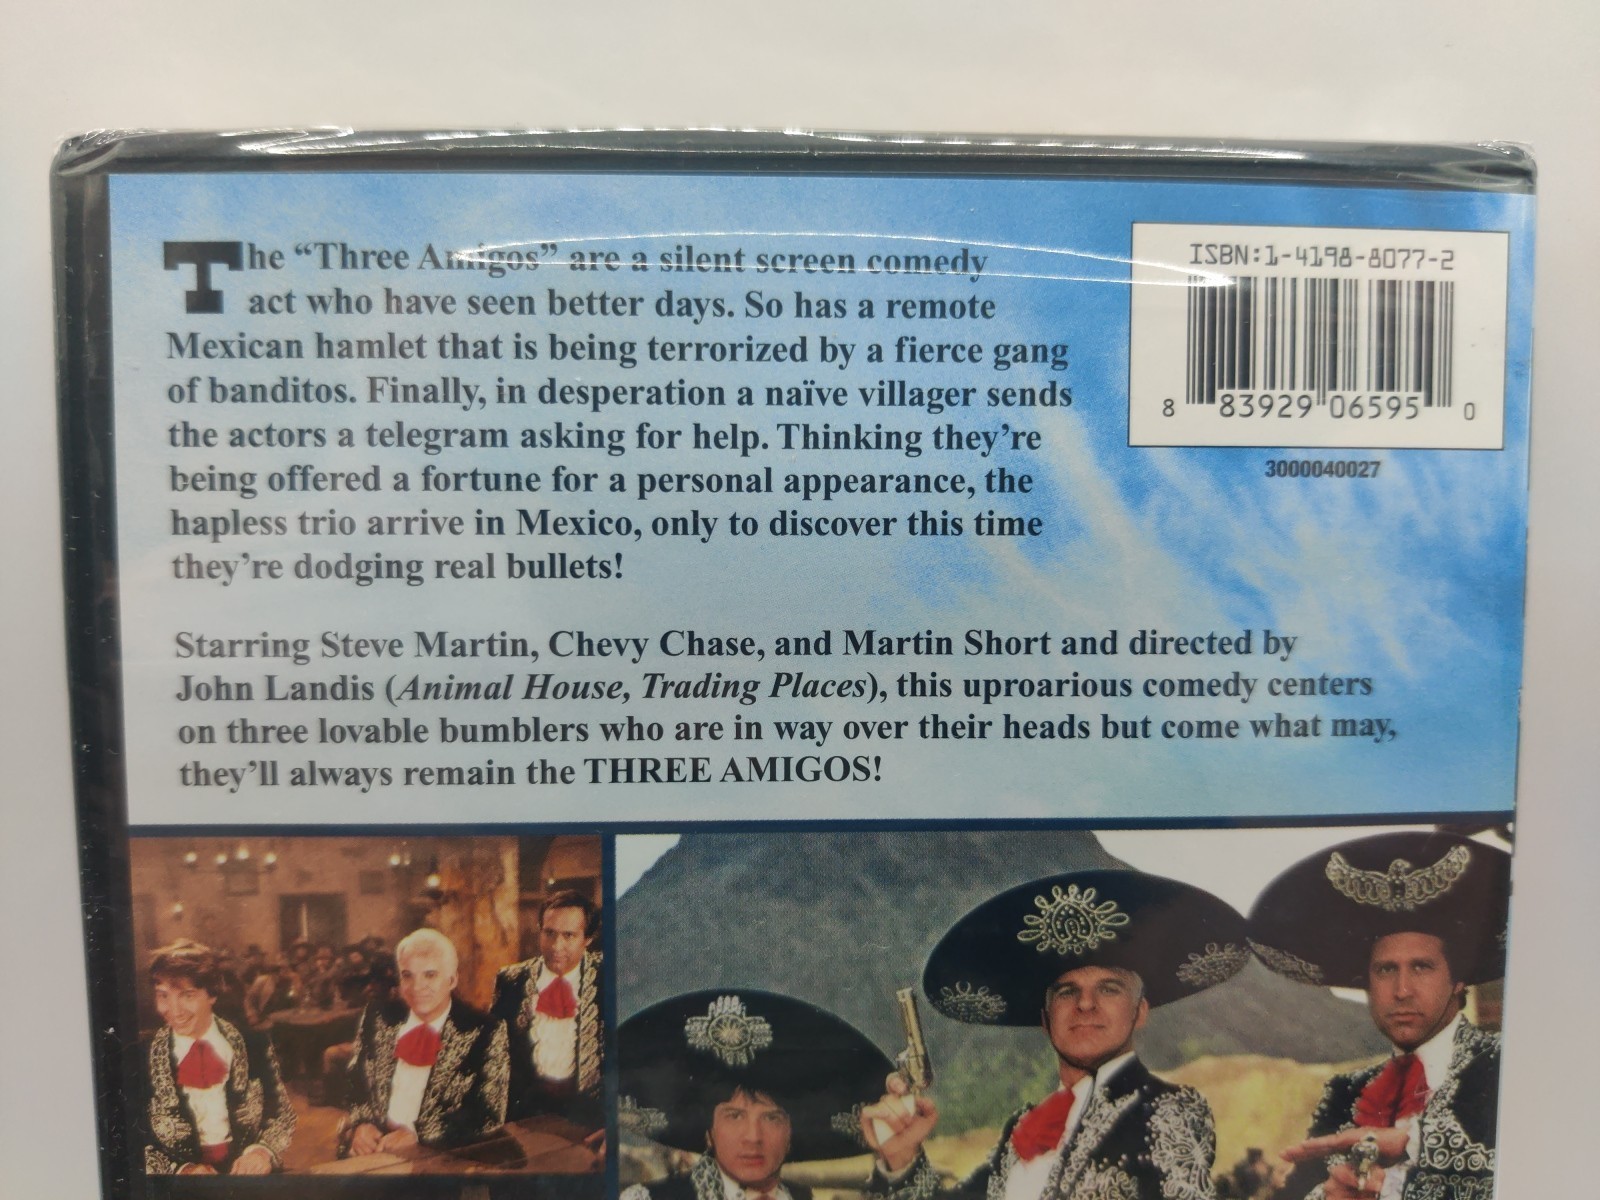 The “Three Amigos” are a silent screen comedy
act who have seen better days. So has a remote
Mexican hamlet that is being terrorized by a fierce gang
of banditos. Finally, in desperation a naïve villager sends
the actors a telegram asking for help. Thinking they’re
being offered a fortune for a personal appearance, the
hapless trio arrive in Mexico, only to discover this time
they’re dodging real bullets!
Starring Steve Martin, Chevy Chase, and Martin Short and directed by
John Landis (Animal House, Trading Places), this uproarious comedy centers
on three lovable bumblers who are in way over their heads but come what may,
they’ll always remain the THREE AMIGOS!
ISBN:1-4198-8077-2
8 83929 06595 0
3000040027